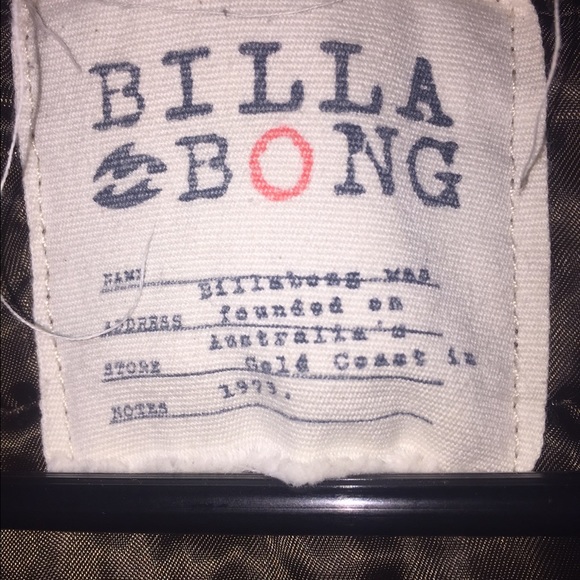 BILLA
BONG
NAME Billabong was
ADDRESS founded on
Australia's
STORE Gold Coast in
1973.
NOTES